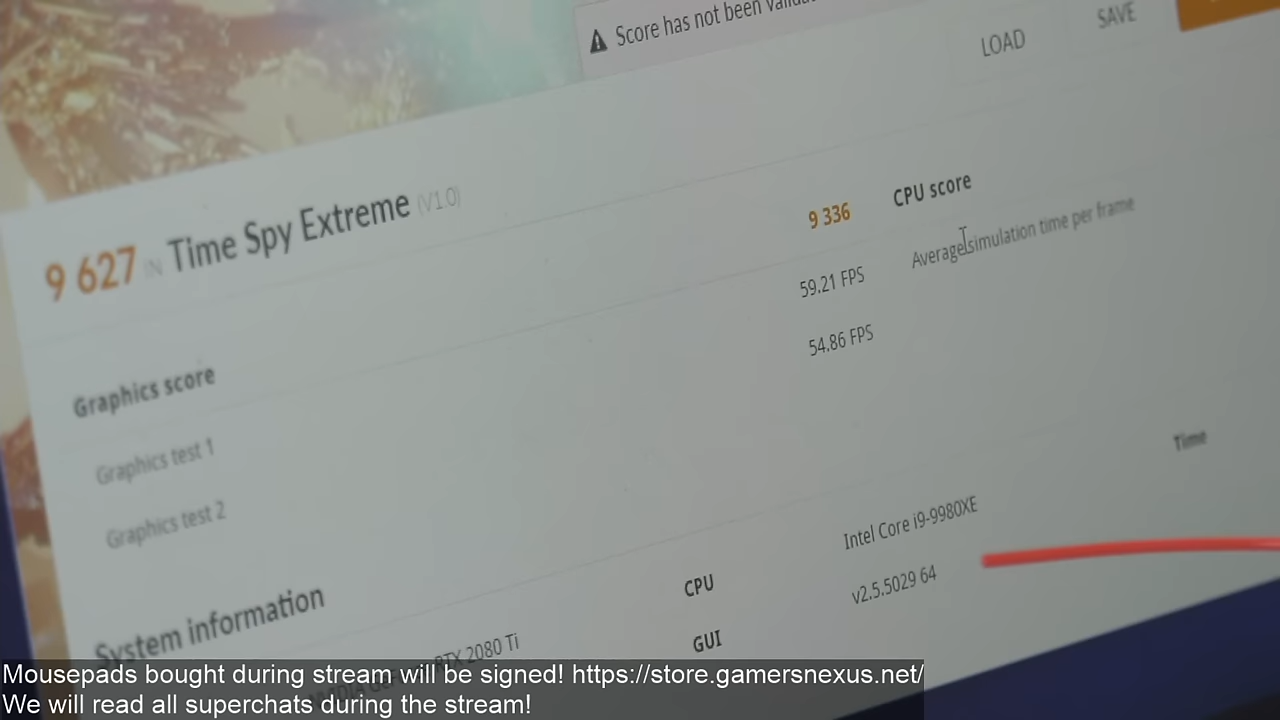 Score has not been
LOAD
SAVE
9 627 IN Time Spy Extreme (V1.0)
Graphics score
9 336
CPU score
Graphics test 1
59.21 FPS
Average simulation time per frame
Graphics test 2
54.86 FPS
Time
System information
RTX 2080 Ti
CPU
Intel Core i9-9980XE
GUI
v2.5.5029 64
Mousepads bought during stream will be signed! https://store.gamersnexus.net/
We will read all superchats during the stream!